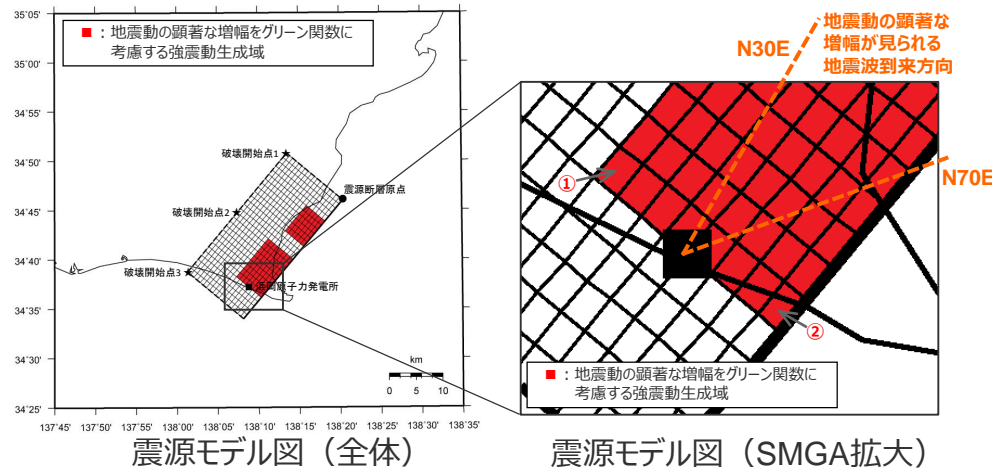 ■：地震動の顕著な増幅をグリーン関数に
考慮する強震動生成域
35˚05'
35˚00'
34˚55'
34˚50'
34˚45'
34˚40'
34˚35'
34˚30'
34˚25'
破壊開始点1
破壊開始点2
破壊開始点3
震源断層原点
浜岡原子力発電所
km
0 5 10
137˚45' 137˚55' 138˚00' 138˚05' 138˚10' 138˚15' 138˚20' 138˚25' 138˚30' 138˚35'
震源モデル図（全体）
地震動の顕著な
増幅が見られる
地震波到来方向
N30E
N70E
①
②
■：地震動の顕著な増幅をグリーン関数に
考慮する強震動生成域
震源モデル図（SMGA拡大）